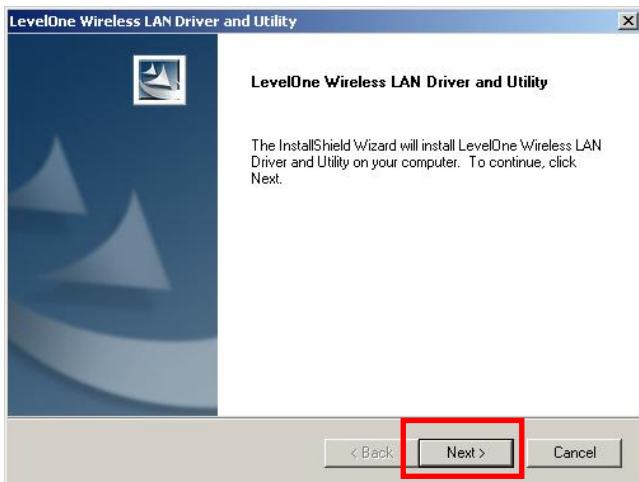 LevelOne Wireless LAN Driver and Utility
LevelOne Wireless LAN Driver and Utility
The InstallShield Wizard will install LevelOne Wireless LAN
Driver and Utility on your computer. To continue, click
Next.
< Back Next > Cancel